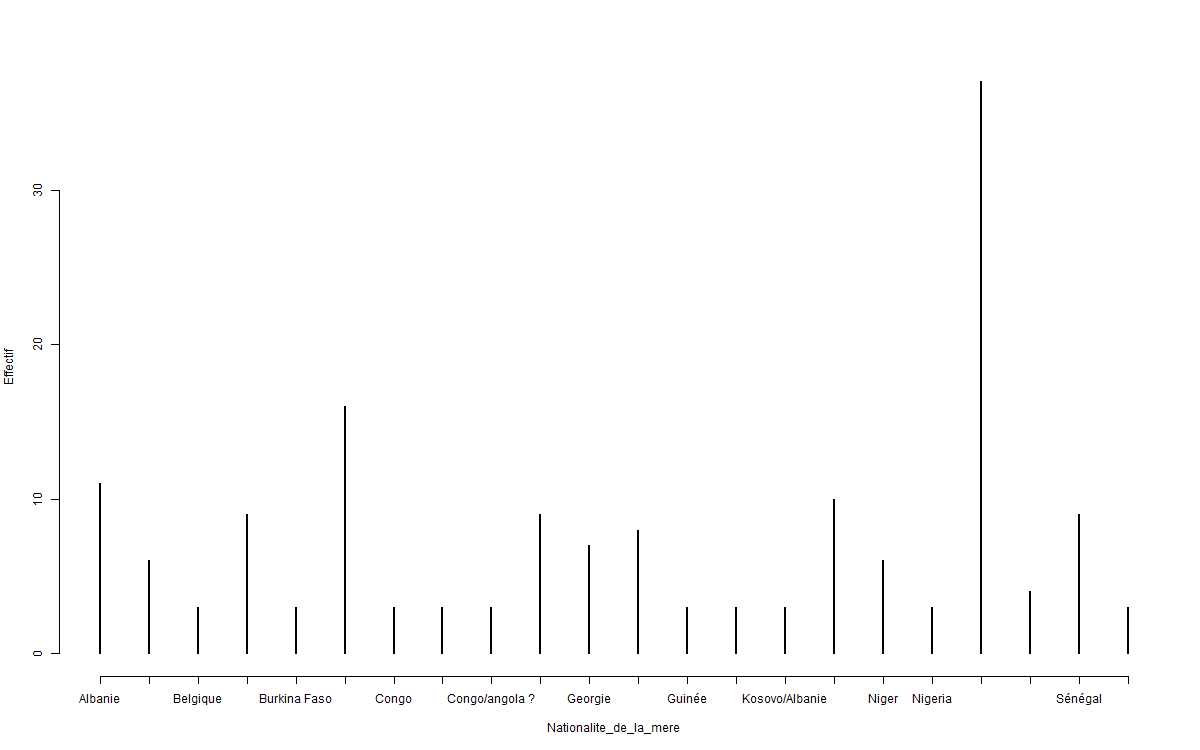 30
20
10
0
Effectif
Albanie Belgique Burkina Faso Congo Congo/angola ? Georgie Guinée Kosovo/Albanie Niger Nigeria Sénégal
Nationalite_de_la_mere